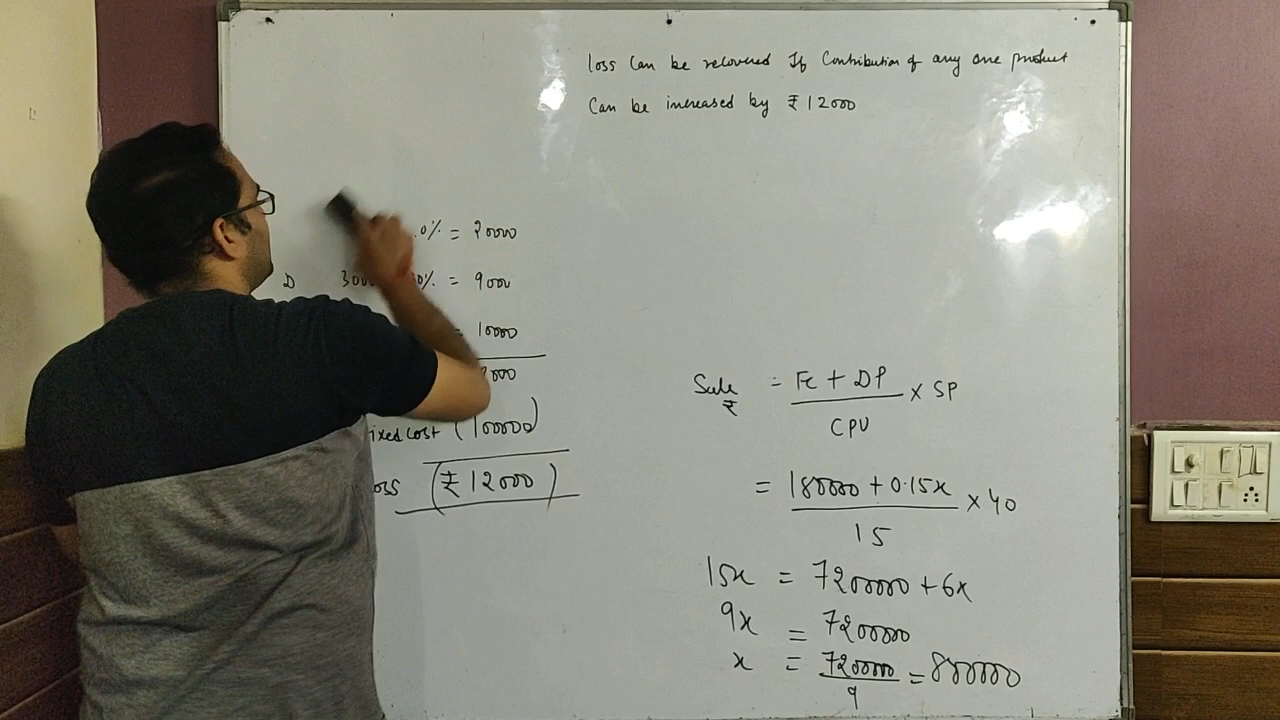 Loss Can be recovered If Contribution of any one product
Can be increased by ₹ 12000
.0% = 20000
D 300 0% = 9000
= 10000
000
ixed cost (100000)
oss (₹ 12000)
Sale ₹ = Fc + DP / CPU × SP
= 180000 + 0.15x / 15 × 40
15x = 7200000 + 6x
9x = 7200000
x = 7200000 / 9 = 800000